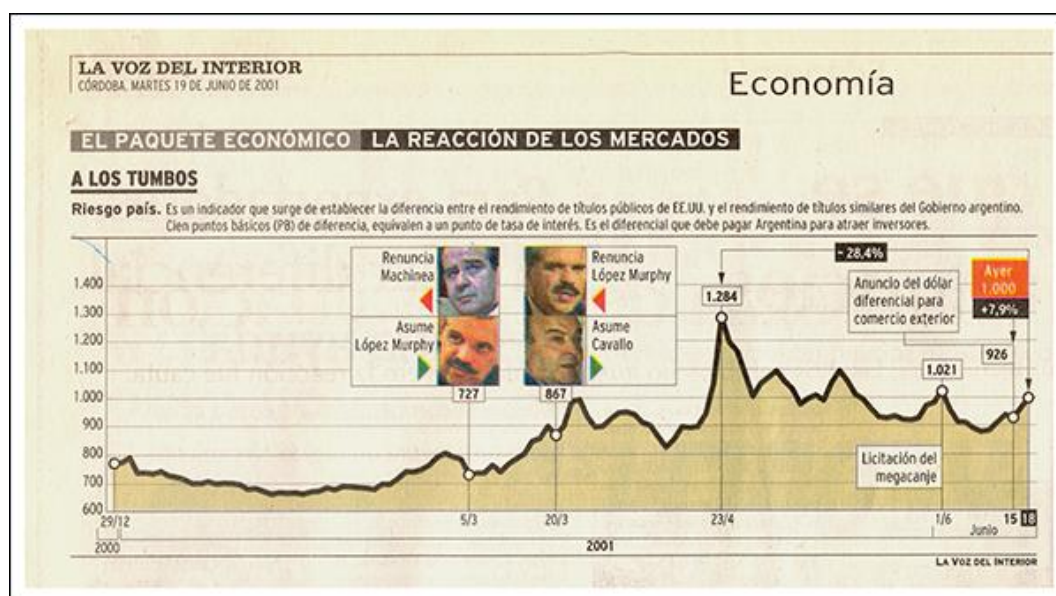 LA VOZ DEL INTERIOR
CÓRDOBA, MARTES 19 DE JUNIO DE 2001
Economía
EL PAQUETE ECONÓMICO LA REACCIÓN DE LOS MERCADOS
A LOS TUMBOS
Riesgo país. Es un indicador que surge de establecer la diferencia entre el rendimiento de títulos públicos de EE.UU. y el rendimiento de títulos similares del Gobierno argentino.
Cien puntos básicos (PB) de diferencia, equivalen a un punto de tasa de interés. Es el diferencial que debe pagar Argentina para atraer inversores.
Renuncia
Machinea
Asume
López Murphy
727
Renuncia
López Murphy
Asume
Cavallo
867
1.284
- 28,4%
Anuncio del dólar
diferencial para
comercio exterior
Ayer
1.000
+7,9%
926
1.021
Licitación del
megacanje
1.400
1.300
1.200
1.100
1.000
900
800
700
600
29/12
5/3
20/3
23/4
1/6
15
18
Junio
2000
2001
LA VOZ DEL INTERIOR